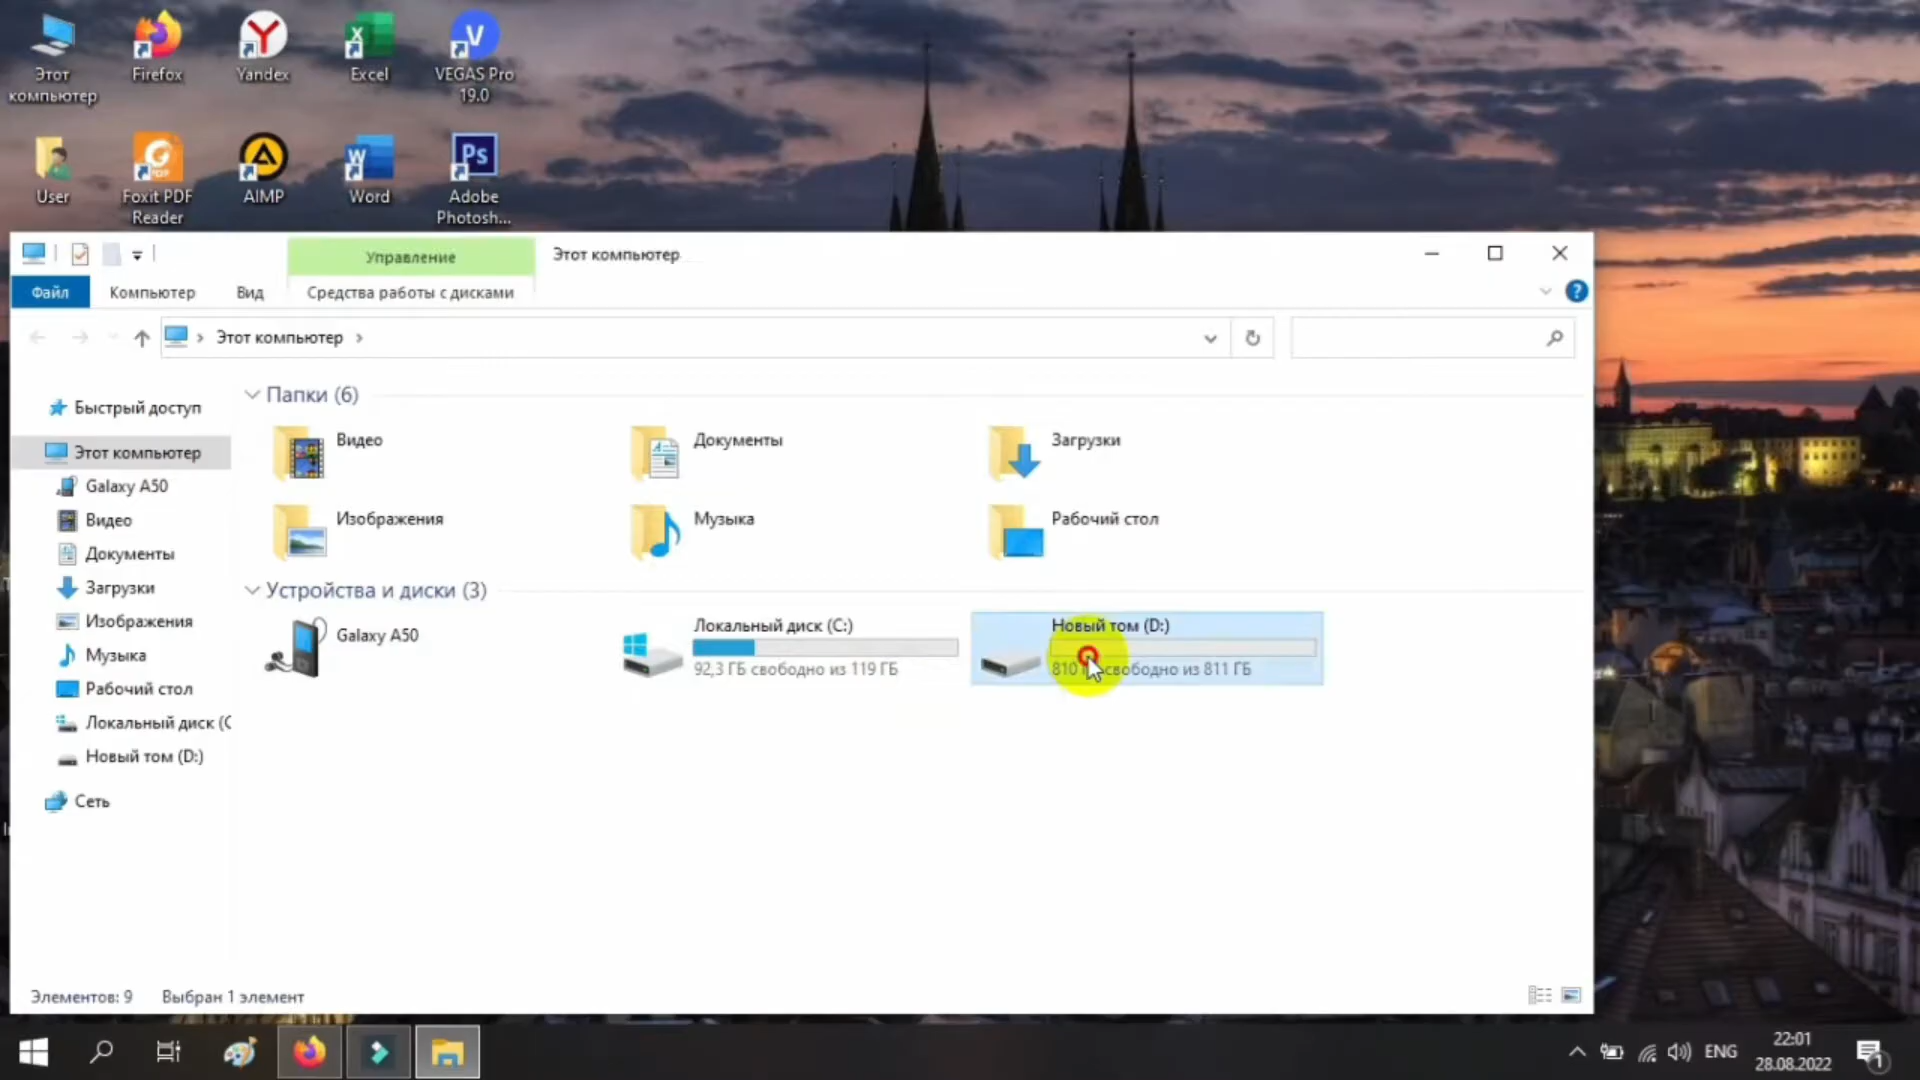 Этот компьютер
Firefox
Yandex
Excel
VEGAS Pro 19.0
User
Foxit PDF Reader
AIMP
Word
Adobe Photosh...
Управление
Этот компьютер
Файл
Компьютер
Вид
Средства работы с дисками
Этот компьютер
Быстрый доступ
Этот компьютер
Galaxy A50
Видео
Документы
Загрузки
Изображения
Музыка
Рабочий стол
Локальный диск (C
Новый том (D:)
Сеть
Папки (6)
Видео
Документы
Загрузки
Изображения
Музыка
Рабочий стол
Устройства и диски (3)
Galaxy A50
Локальный диск (C:)
92,3 ГБ свободно из 119 ГБ
Новый том (D:)
810 свободно из 811 ГБ
Элементов: 9
Выбран 1 элемент
ENG
22:01
28.08.2022
1